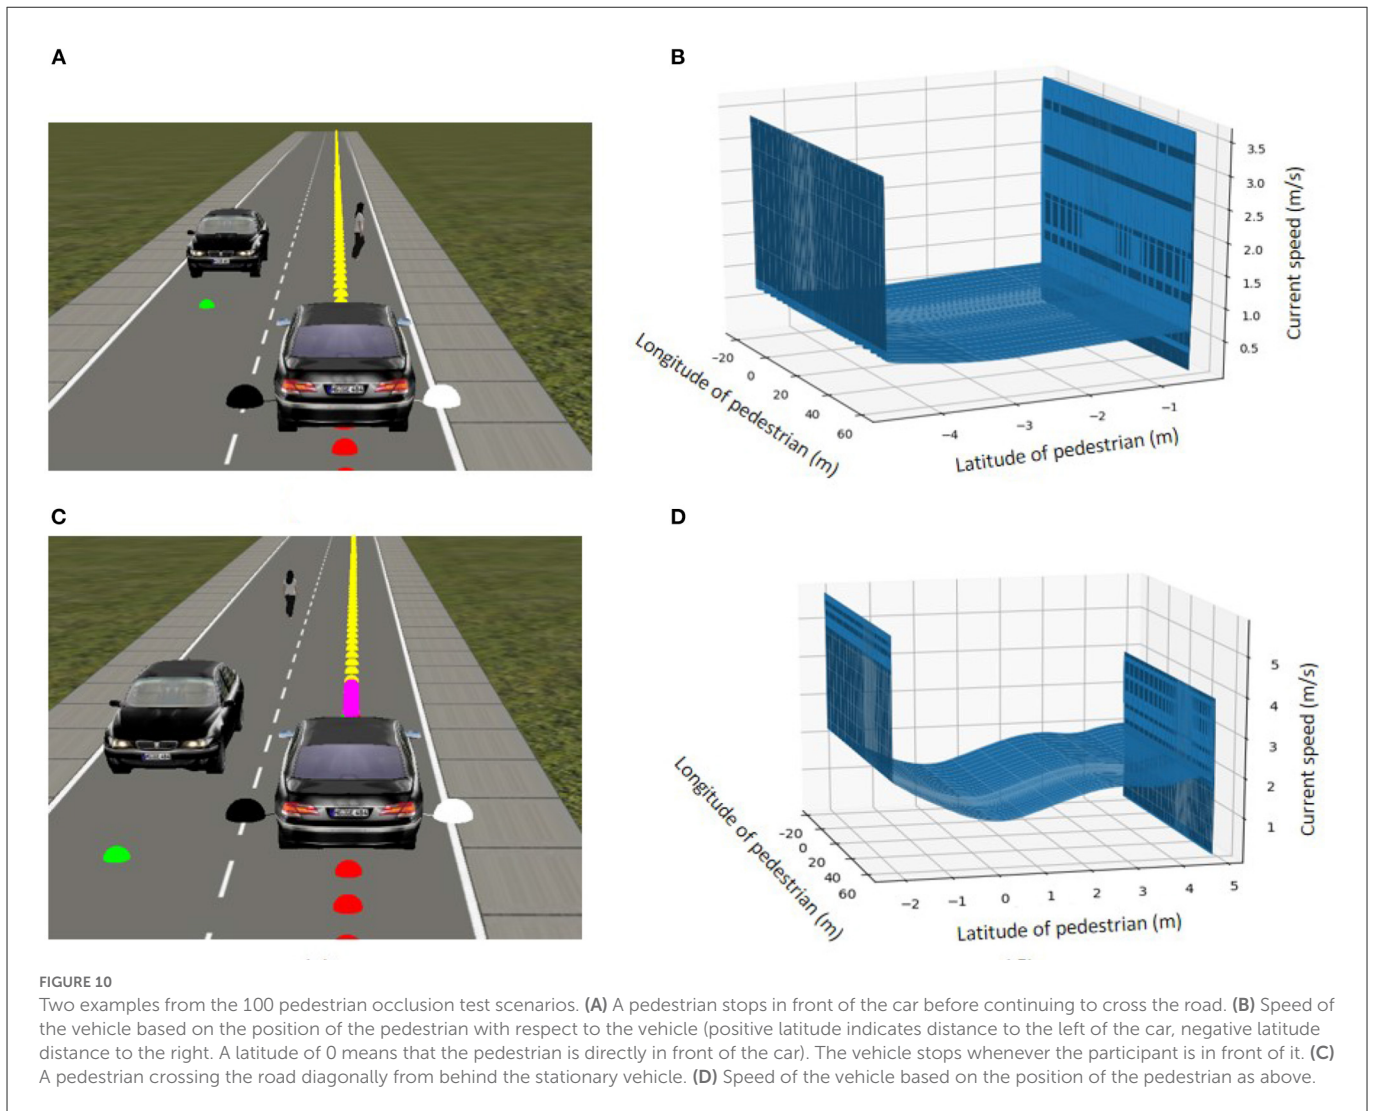 A
B
3.5
3.0
2.5
2.0
1.5
1.0
0.5
Current speed (m/s)
−20
0
20
40
60
Longitude of pedestrian (m)
−4
−3
−2
−1
Latitude of pedestrian (m)
C
D
5
4
3
2
1
Current speed (m/s)
-20
0
20
40
60
Longitude of pedestrian (m)
−2
−1
0
1
2
3
4
5
Latitude of pedestrian (m)
FIGURE 10
Two examples from the 100 pedestrian occlusion test scenarios. (A) A pedestrian stops in front of the car before continuing to cross the road. (B) Speed of
the vehicle based on the position of the pedestrian with respect to the vehicle (positive latitude indicates distance to the left of the car, negative latitude
distance to the right. A latitude of 0 means that the pedestrian is directly in front of the car). The vehicle stops whenever the participant is in front of it. (C)
A pedestrian crossing the road diagonally from behind the stationary vehicle. (D) Speed of the vehicle based on the position of the pedestrian as above.